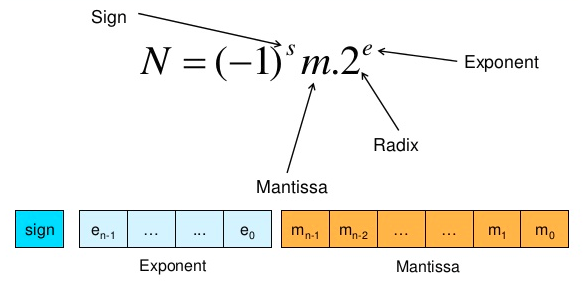 Sign
N = (−1)^s m.2^e
Exponent
Radix
Mantissa
sign e_{n-1} ... ... e_0 m_{n-1} m_{n-2} ... ... m_1 m_0
Exponent Mantissa